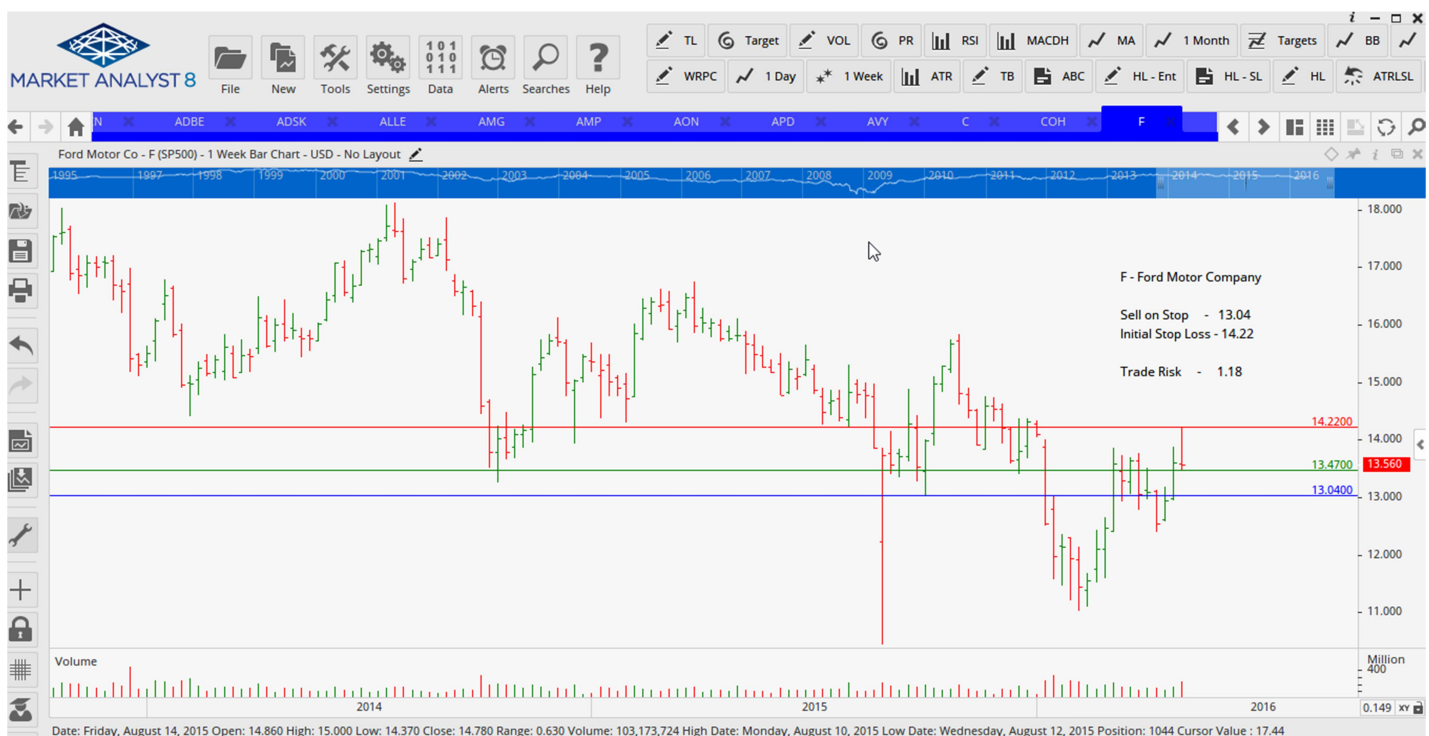 i
MARKET ANALYST 8
File New Tools Settings Data Alerts Searches Help
101
010
111
TL Target VOL PR RSI MACDH MA 1 Month Targets BB
WRPC 1 Day 1 Week ATR TB ABC HL - Ent HL - SL HL ATRLSL
N ADBE ADSK ALLE AMG AMP AON APD AVY C COH F
Ford Motor Co - F (SP500) - 1 Week Bar Chart - USD - No Layout
1995 1997 1998 1999 2000 2001 2002 2003 2004 2005 2006 2007 2008 2009 2010 2011 2012 2013 2014 2015 2016
18.000
17.000
F - Ford Motor Company
Sell on Stop - 13.04
16.000
Initial Stop Loss - 14.22
Trade Risk - 1.18
15.000
14.2200
14.000
13.4700 13.560
13.0400 13.000
12.000
11.000
Volume
Million
400
2014 2015 2016 0.149 XY
Date: Friday, August 14, 2015 Open: 14.860 High: 15.000 Low: 14.370 Close: 14.780 Range: 0.630 Volume: 103,173,724 High Date: Monday, August 10, 2015 Low Date: Wednesday, August 12, 2015 Position: 1044 Cursor Value : 17.44